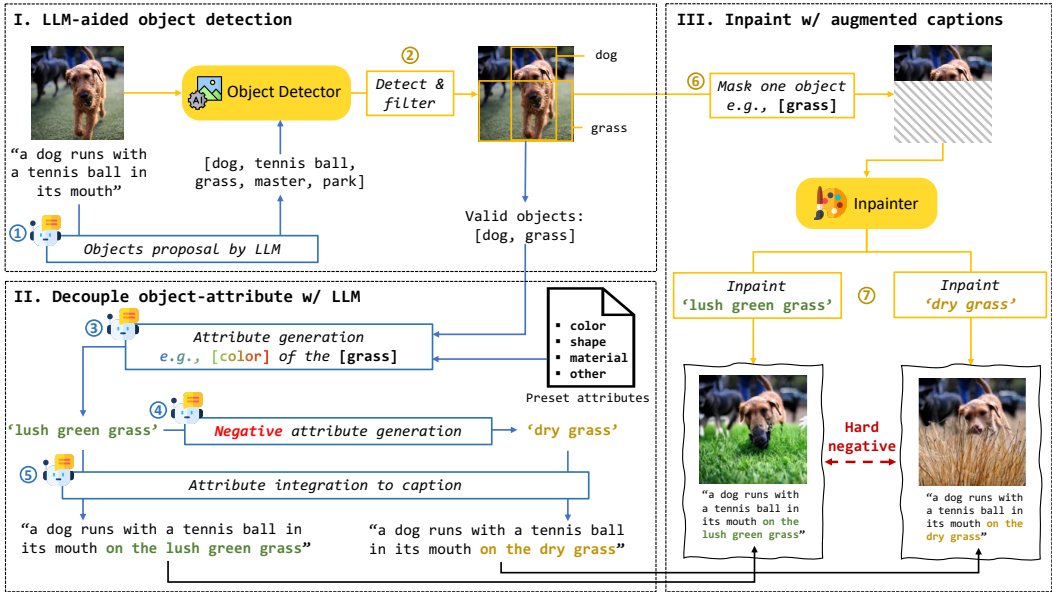 I. LLM-aided object detection
②
dog
Object Detector
Detect &
filter
AI
grass
"a dog runs with
a tennis ball in
its mouth"
[dog, tennis ball,
grass, master, park]
①
Objects proposal by LLM
Valid objects:
[dog, grass]
II. Decouple object-attribute w/ LLM
③
Attribute generation
e.g., [color] of the [grass]
▪ color
▪ shape
▪ material
▪ other
Preset attributes
④
'lush green grass'
Negative attribute generation
'dry grass'
⑤
Attribute integration to caption
"a dog runs with a tennis ball in
its mouth on the lush green grass"
"a dog runs with a tennis ball
in its mouth on the dry grass"
III. Inpaint w/ augmented captions
⑥
Mask one object
e.g., [grass]
Inpainter
Inpaint
'lush green grass'
⑦
Inpaint
'dry grass'
Hard
negative
"a dog runs with
a tennis ball
in its mouth on the
lush green grass"
"a dog runs with
a tennis ball
in its mouth on the
dry grass"